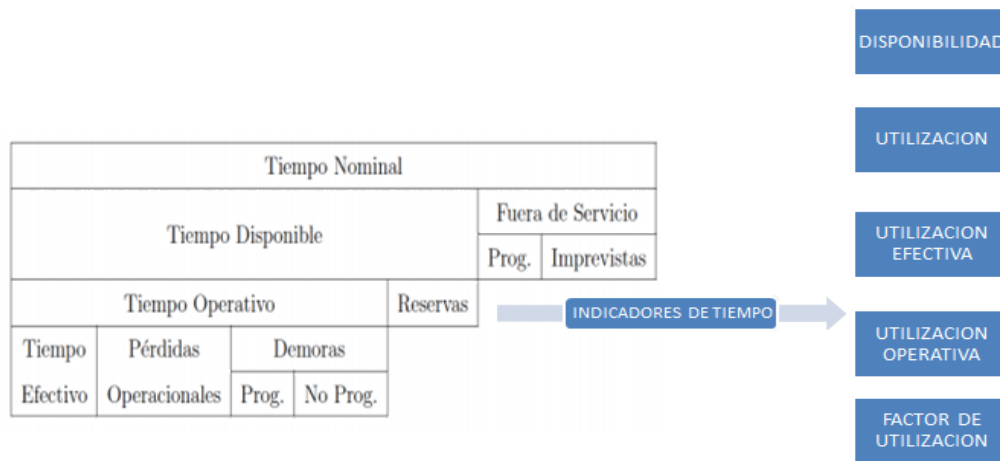 Tiempo Nominal
Tiempo Disponible
Fuera de Servicio
Prog.
Imprevistas
Tiempo Operativo
Reservas
Tiempo
Efectivo
Pérdidas
Operacionales
Demoras
Prog.
No Prog.
INDICADORES DE TIEMPO
DISPONIBILIDAD
UTILIZACION
UTILIZACION
EFECTIVA
UTILIZACION
OPERATIVA
FACTOR DE
UTILIZACION